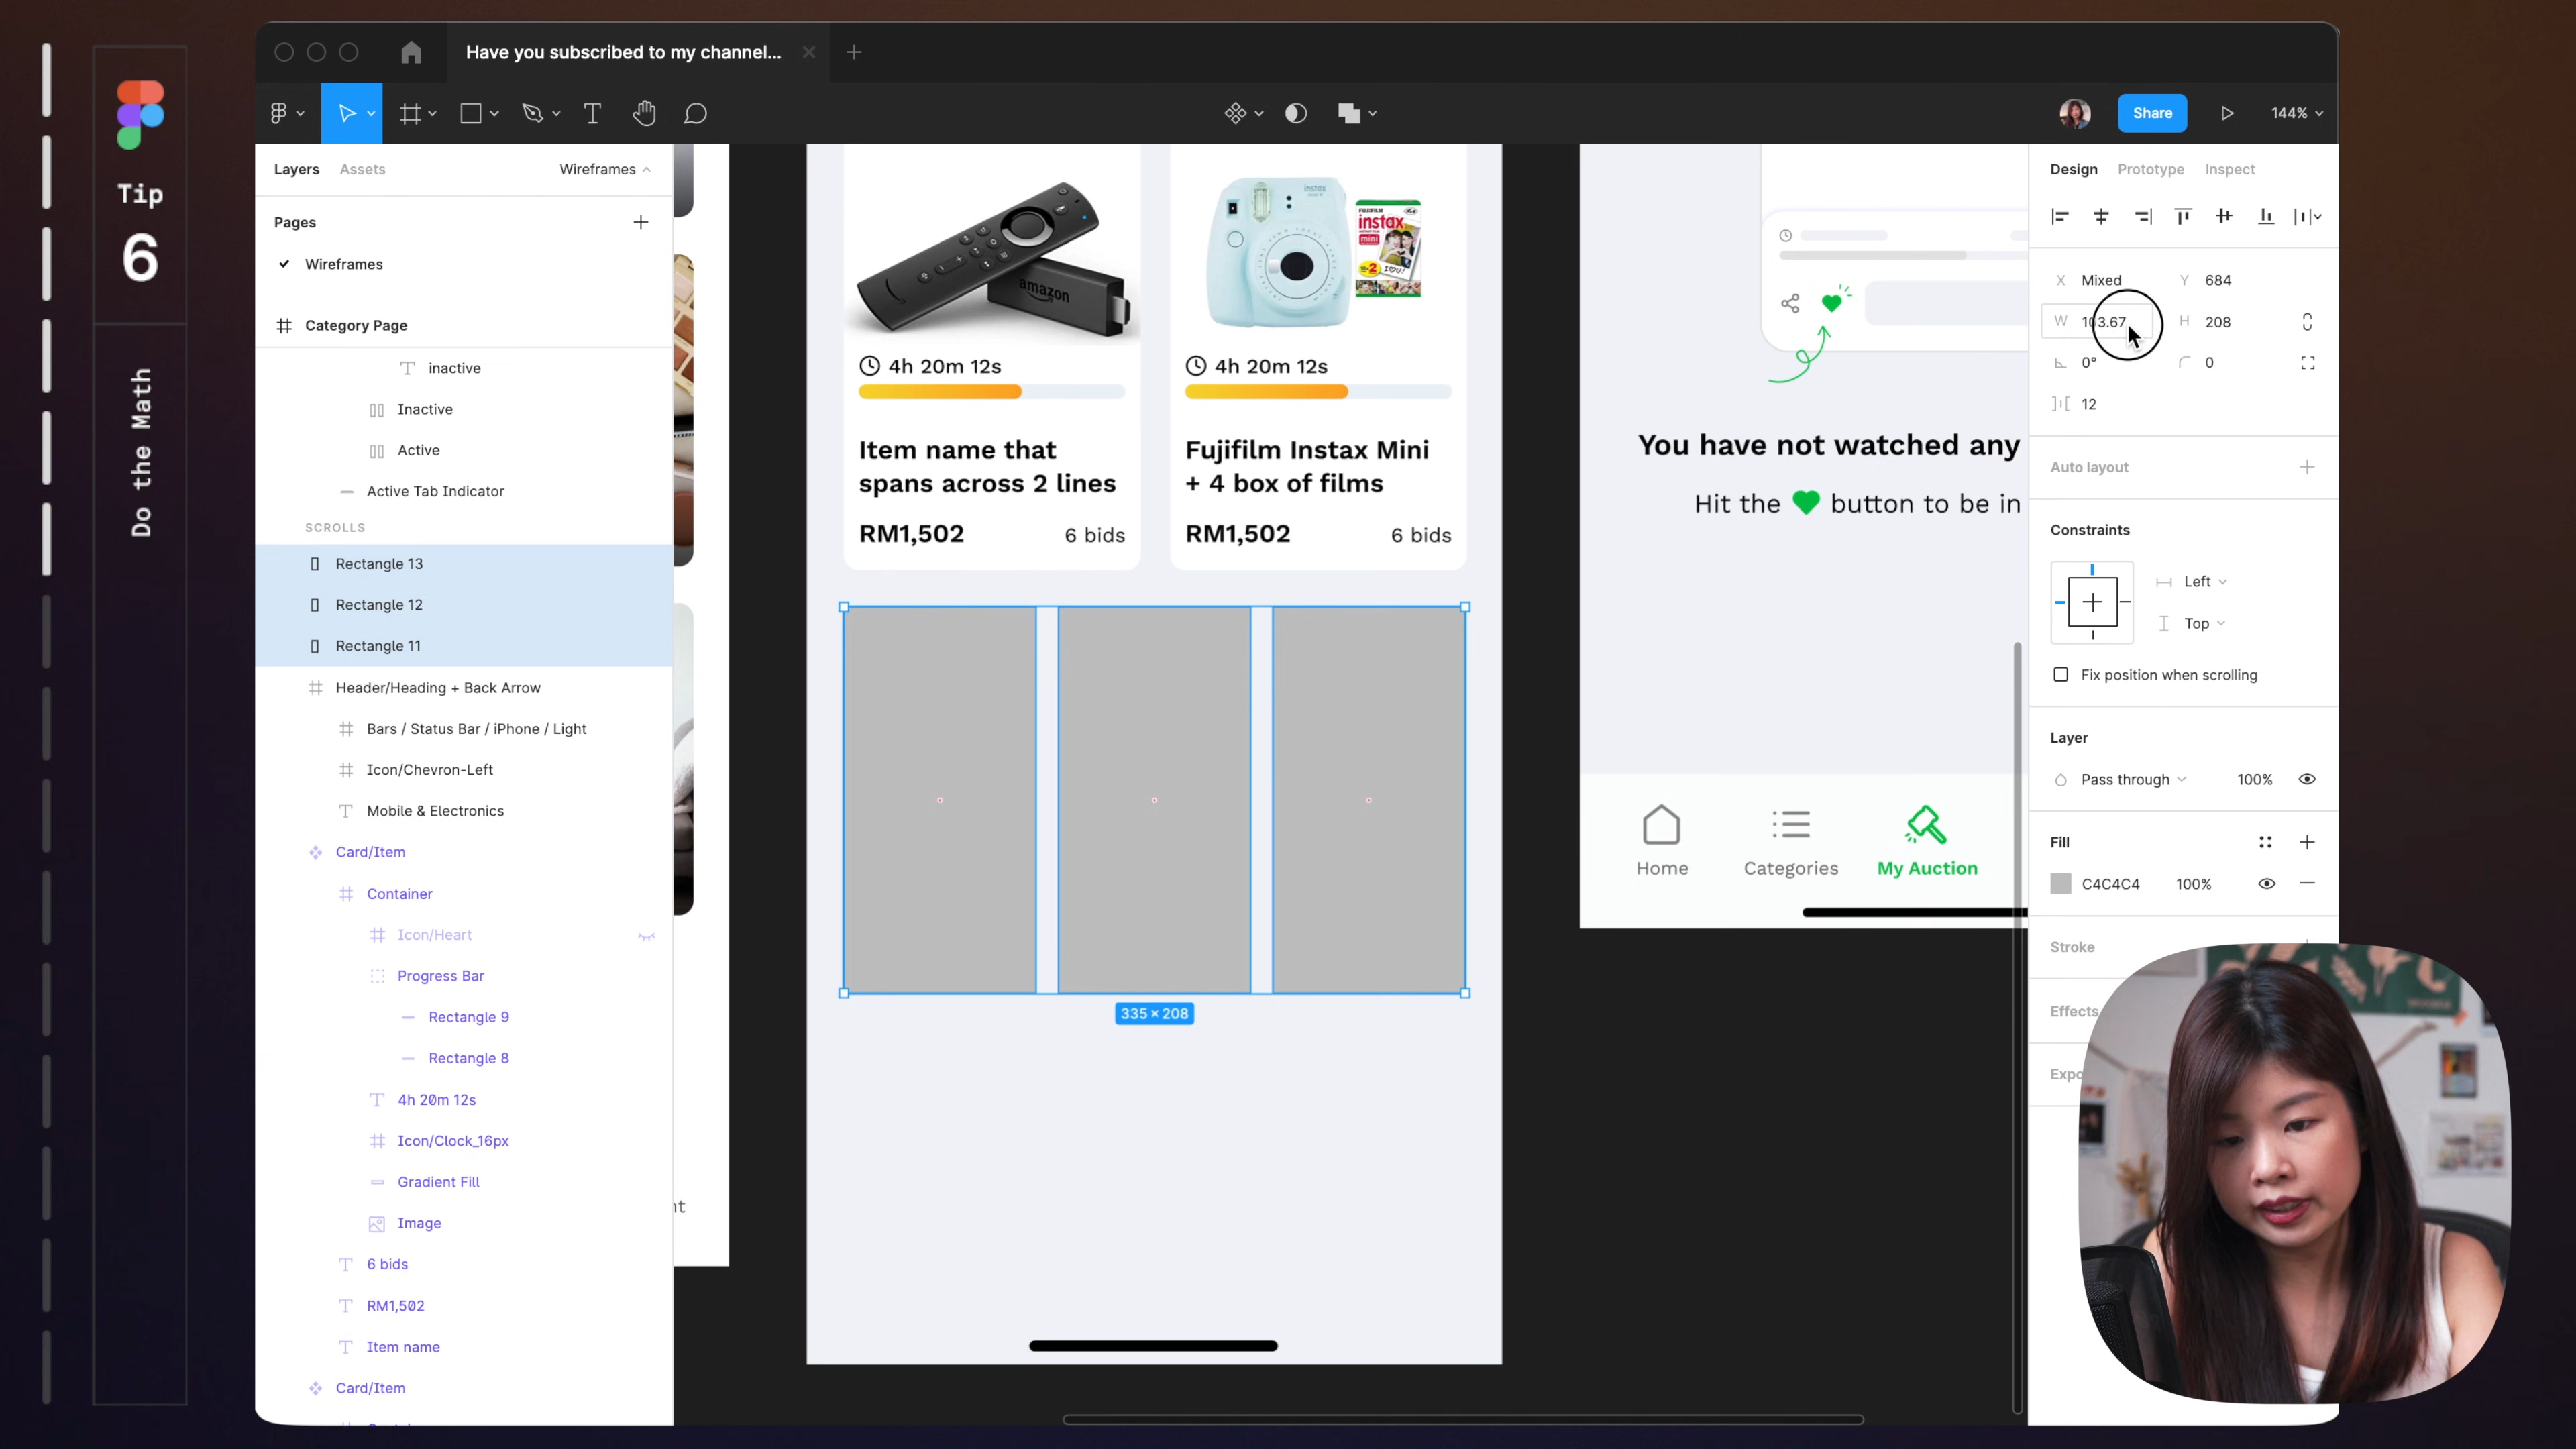 Tip
6
Do the Math
Have you subscribed to my channel...
Share
144%
Layers
Assets
Wireframes
Pages
Wireframes
Category Page
inactive
Inactive
Active
Active Tab Indicator
SCROLLS
Rectangle 13
Rectangle 12
Rectangle 11
Header/Heading + Back Arrow
Bars / Status Bar / iPhone / Light
Icon/Chevron-Left
Mobile & Electronics
Card/Item
Container
Icon/Heart
Progress Bar
Rectangle 9
Rectangle 8
4h 20m 12s
Icon/Clock_16px
Gradient Fill
Image
6 bids
RM1,502
Item name
Card/Item
amazon
4h 20m 12s
Item name that
spans across 2 lines
RM1,502 6 bids
instax
instax
mini
4h 20m 12s
Fujifilm Instax Mini
+ 4 box of films
RM1,502 6 bids
335 × 208
You have not watched any
Hit the button to be in
Home
Categories
My Auction
Design
Prototype
Inspect
X Mixed Y 684
W 103.67 H 208
0° 0
12
Auto layout
Constraints
Left
Top
Fix position when scrolling
Layer
Pass through 100%
Fill
C4C4C4 100%
Stroke
Effects
Expo